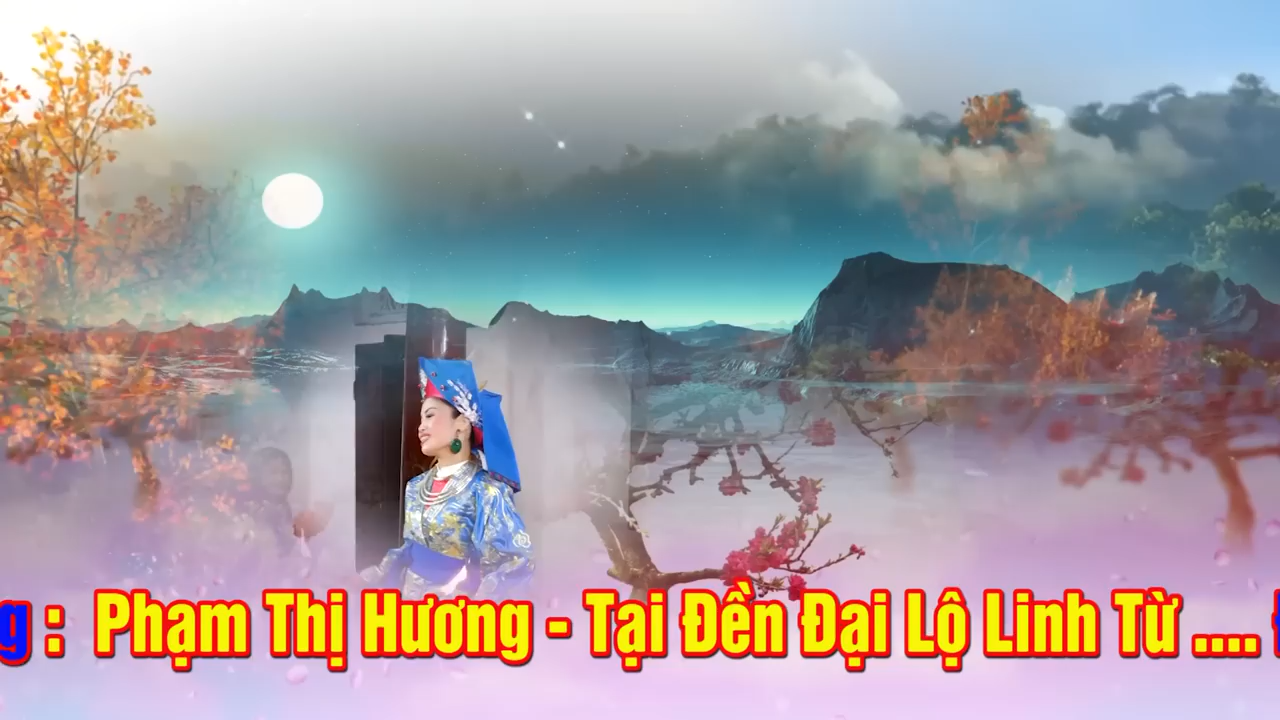 g : Phạm Thị Hương - Tại Đền Đại Lộ Linh Từ ....